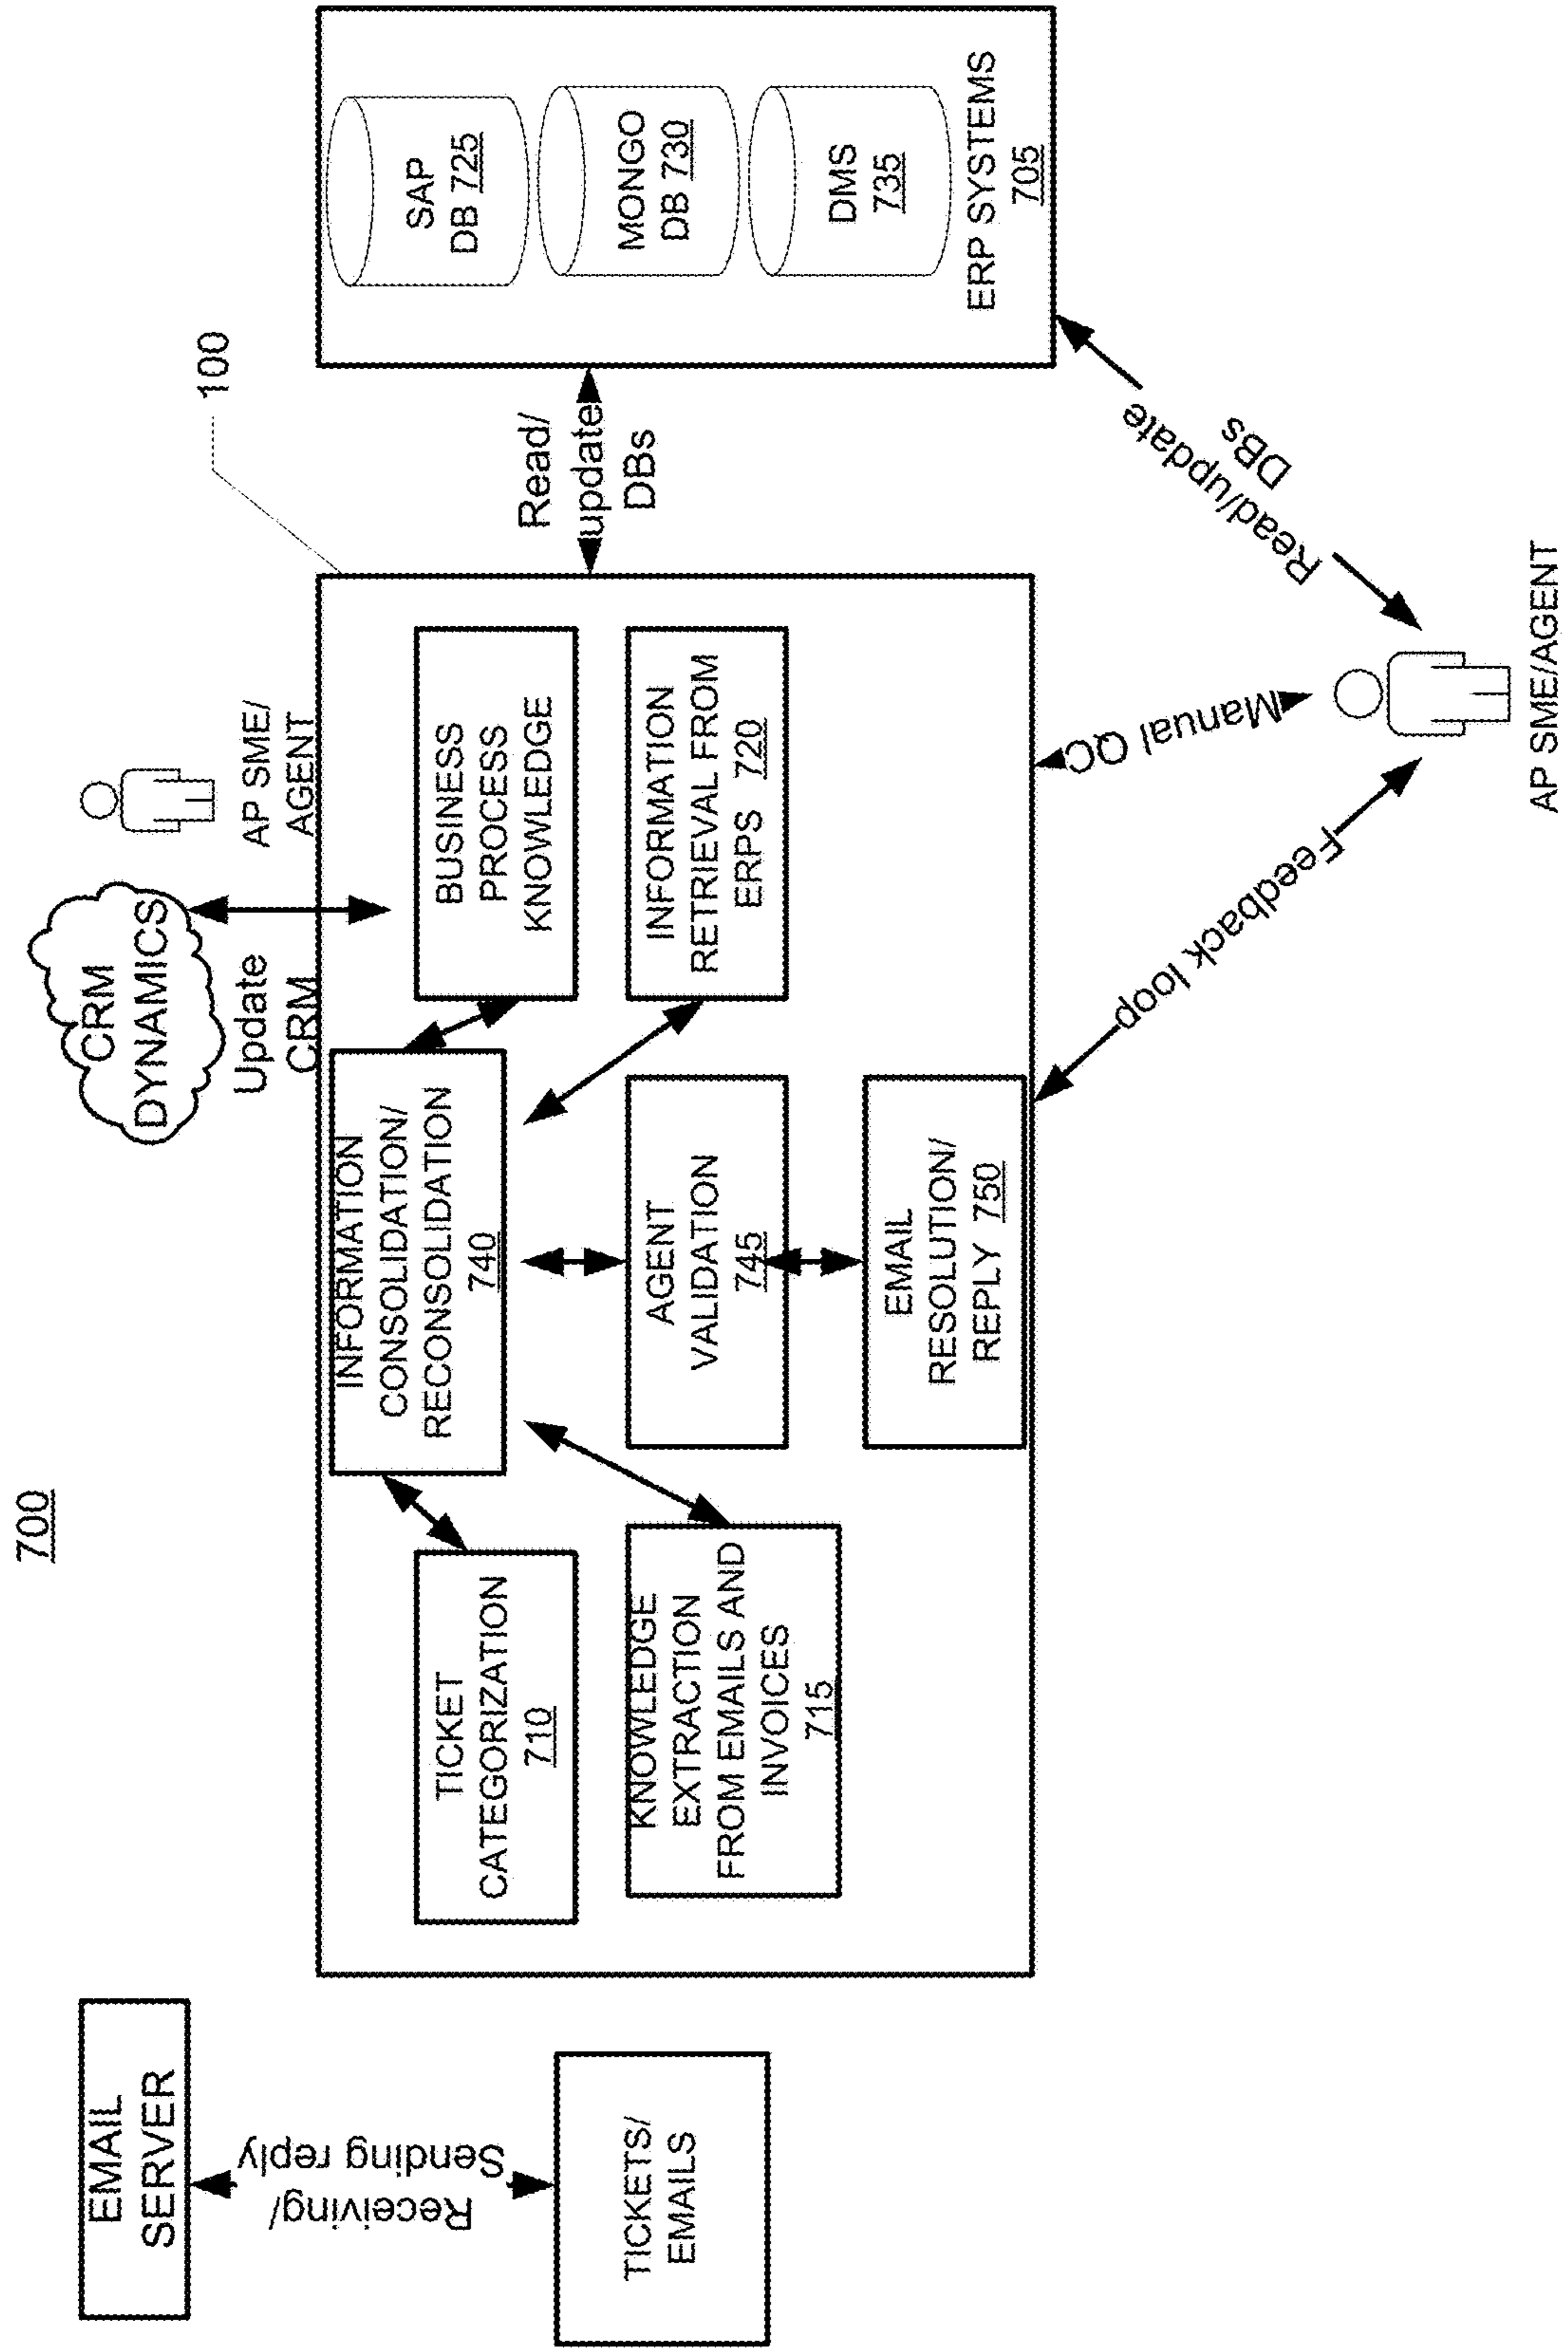 700
EMAIL
SERVER
Receiving/
Sending reply
TICKETS/
EMAILS
CRM
DYNAMICS
Update
CRM
AP SME/
AGENT
100
TICKET
CATEGORIZATION
710
KNOWLEDGE
EXTRACTION
FROM EMAILS AND
INVOICES
715
INFORMATION
CONSOLIDATION/
RECONSOLIDATION
740
AGENT
VALIDATION
745
EMAIL
RESOLUTION/
REPLY 750
BUSINESS
PROCESS
KNOWLEDGE
INFORMATION
RETRIEVAL FROM
ERPS 720
Read/
update
DBs
SAP
DB 725
MONGO
DB 730
DMS
735
ERP SYSTEMS
705
Feedback loop
Manual QC
Read/update
DBs
AP SME/AGENT